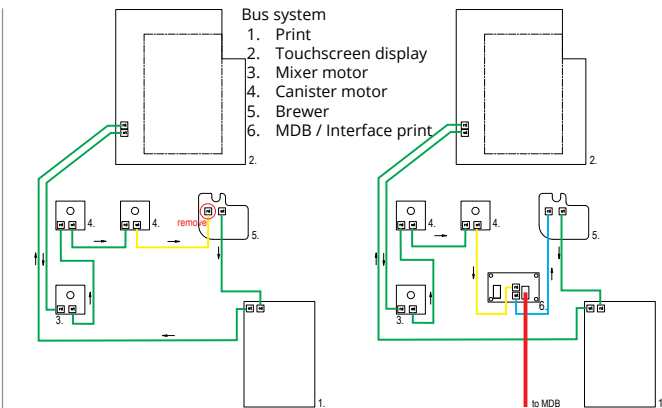 Bus system
1. Print
2. Touchscreen display
3. Mixer motor
4. Canister motor
5. Brewer
6. MDB / Interface print
2.
2.
4.
4.
remove
5.
3.
1.
4.
4.
5.
6.
3.
to MDB
1